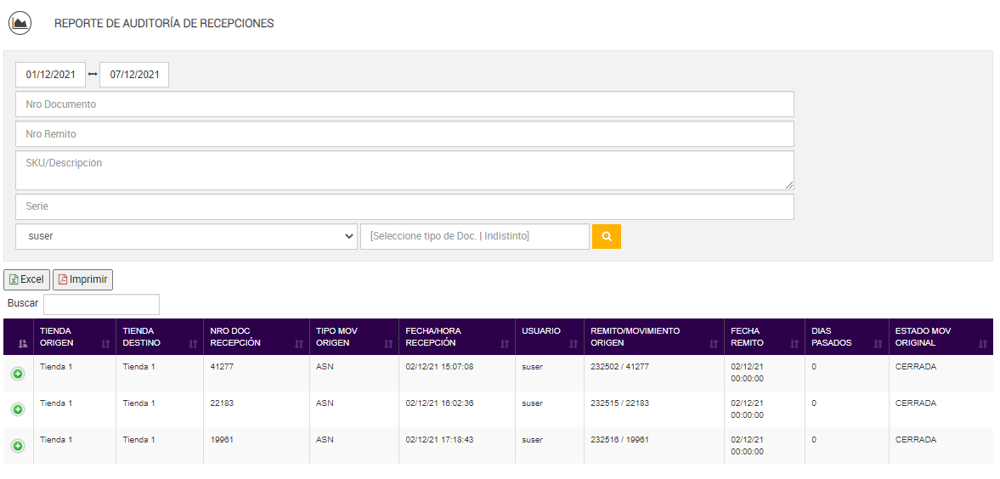 REPORTE DE AUDITORÍA DE RECEPCIONES
01/12/2021 07/12/2021
Nro Documento
Nro Remito
SKU/Descripción
Serie
suser [Seleccione tipo de Doc. | Indistinto]
Excel Imprimir
Buscar
TIENDA ORIGEN TIENDA DESTINO NRO DOC RECEPCIÓN TIPO MOV ORIGEN FECHA/HORA RECEPCIÓN USUARIO REMITO/MOVIMIENTO ORIGEN FECHA REMITO DIAS PASADOS ESTADO MOV ORIGINAL
Tienda 1 Tienda 1 41277 ASN 02/12/21 15:07:08 suser 232502 / 41277 02/12/21 00:00:00 0 CERRADA
Tienda 1 Tienda 1 22183 ASN 02/12/21 16:02:36 suser 232515 / 22183 02/12/21 00:00:00 0 CERRADA
Tienda 1 Tienda 1 19961 ASN 02/12/21 17:18:43 suser 232516 / 19961 02/12/21 00:00:00 0 CERRADA